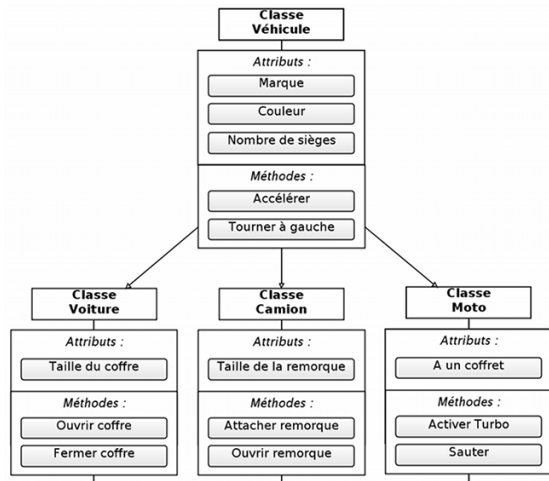 Classe
Véhicule
Attributs :
Marque
Couleur
Nombre de sièges
Méthodes :
Accélérer
Tourner à gauche
Classe
Voiture
Attributs :
Taille du coffre
Méthodes :
Ouvrir coffre
Fermer coffre
Classe
Camion
Attributs :
Taille de la remorque
Méthodes :
Attacher remorque
Ouvrir remorque
Classe
Moto
Attributs :
A un coffret
Méthodes :
Activer Turbo
Sauter